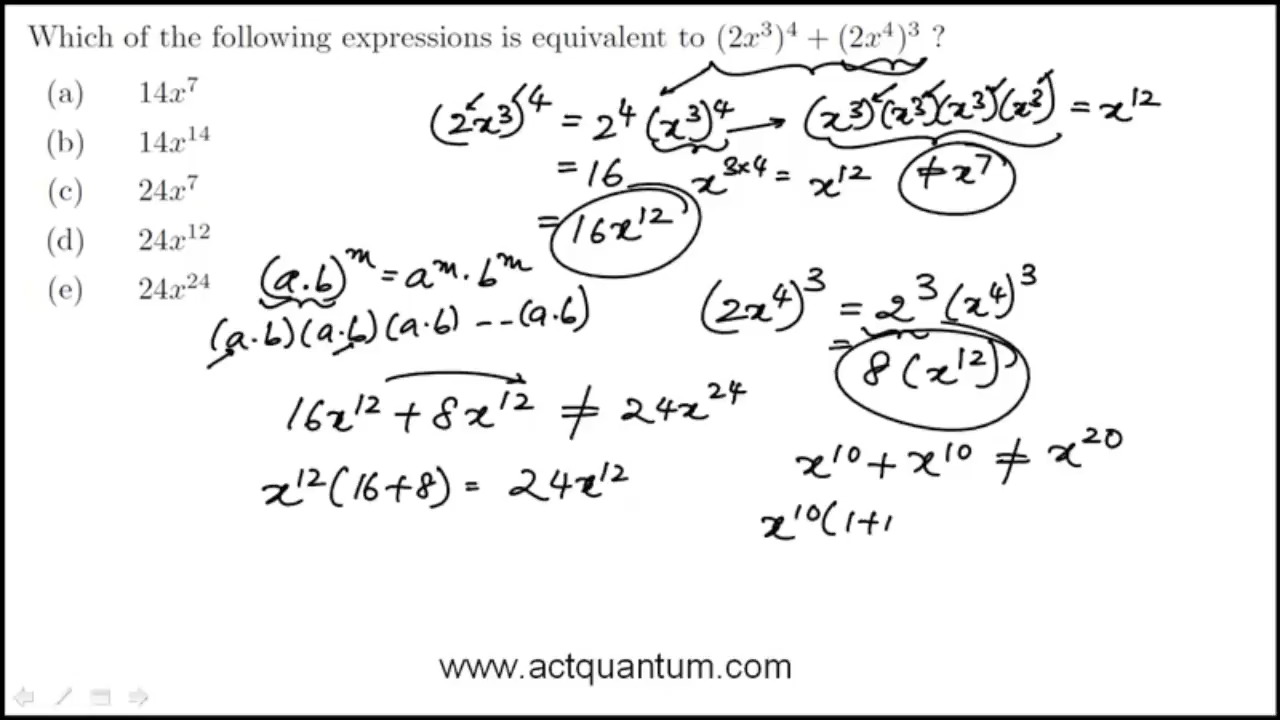 Which of the following expressions is equivalent to (2x³)⁴ + (2x⁴)³ ?
(a) 14x⁷
(b) 14x¹⁴
(c) 24x⁷
(d) 24x¹²
(e) 24x²⁴
(2x³)⁴ = 2⁴ (x³)⁴ → (x³)(x³)(x³)(x³) = x¹²
= 16 x³ˣ⁴ = x¹² ≠ x⁷
= 16x¹²
(a.b)ᵐ = aᵐ · bᵐ
(a.b)(a.b)(a.b) --- (a.b)
(2x⁴)³ = 2³ (x⁴)³
= 8 (x¹²)
16x¹² + 8x¹² ≠ 24x²⁴
x¹² (16+8) = 24x¹²
x¹⁰ + x¹⁰ ≠ x²⁰
x¹⁰(1+1
www.actquantum.com